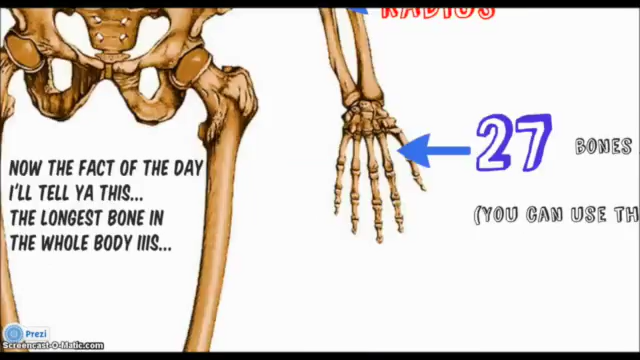 RADIUS
27 BONES
(YOU CAN USE TH
NOW THE FACT OF THE DAY
I'LL TELL YA THIS...
THE LONGEST BONE IN
THE WHOLE BODY IIIS...
Prezi
Screencast-O-Matic.com